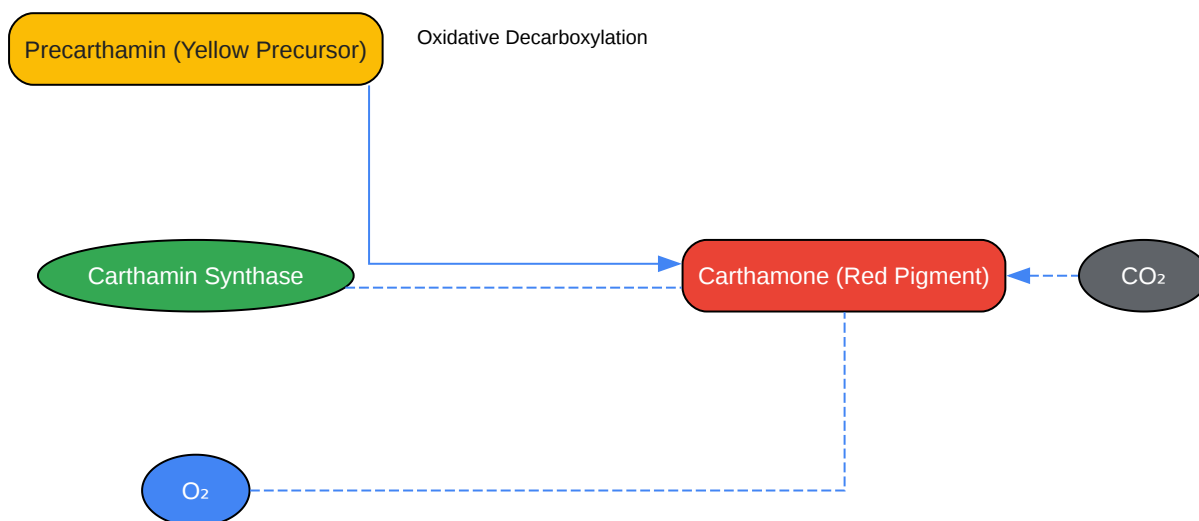 Precarthamin (Yellow Precursor)
Oxidative Decarboxylation
Carthamin Synthase
Carthamone (Red Pigment)
CO₂
O₂